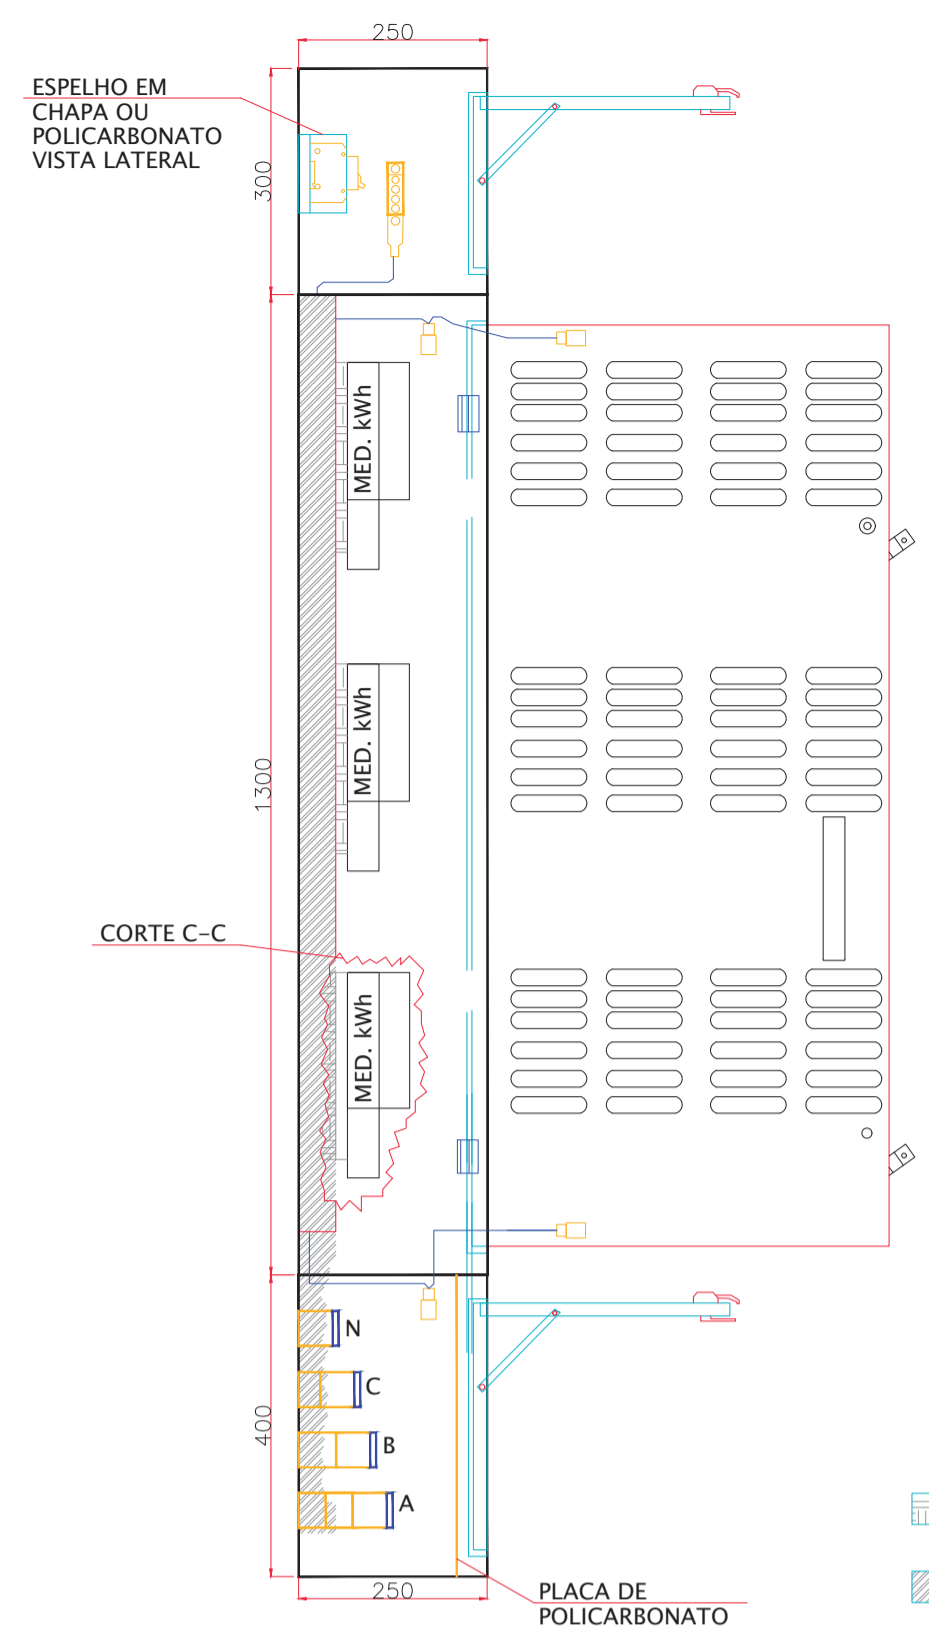 250
ESPELHO EM
CHAPA OU
POLICARBONATO
VISTA LATERAL
300
MED. kWh
MED. kWh
1300
CORTE C-C
MED. kWh
N
C
B
A
400
250
PLACA DE
POLICARBONATO